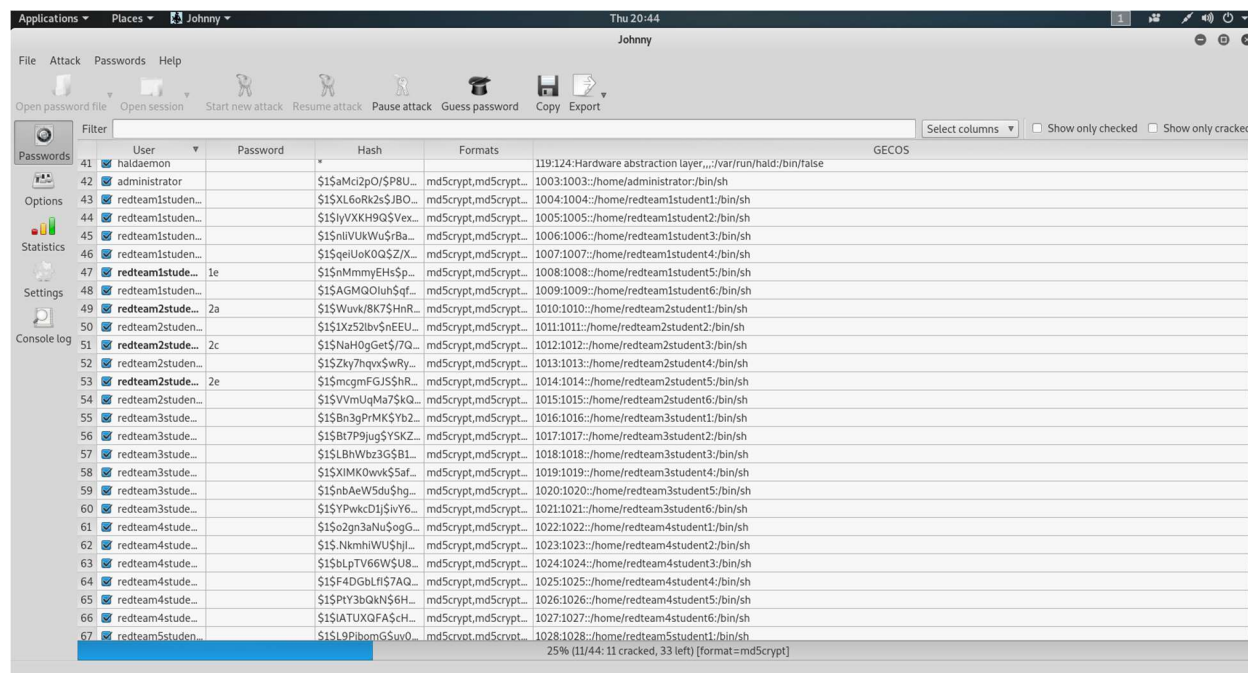 Applications Places Johnny Thu 20:44 1
Johnny
File Attack Passwords Help
Open password file Open session Start new attack Resume attack Pause attack Guess password Copy Export
Filter Select columns Show only checked Show only cracked
Passwords
Options
Statistics
Settings
Console log
User Password Hash Formats GECOS
41 haldaemon * 119:124:Hardware abstraction layer,,,:/var/run/hald:/bin/false
42 administrator $1$aMci2pO/$P8U... md5crypt,md5crypt... 1003:1003::/home/administrator:/bin/sh
43 redteam1studen... $1$XL6oRk2s$JBO... md5crypt,md5crypt... 1004:1004::/home/redteam1student1:/bin/sh
44 redteam1studen... $1$IyVXKH9Q$Vex... md5crypt,md5crypt... 1005:1005::/home/redteam1student2:/bin/sh
45 redteam1studen... $1$nliVUkWu$rBa... md5crypt,md5crypt... 1006:1006::/home/redteam1student3:/bin/sh
46 redteam1studen... $1$qeiUoK0Q$Z/X... md5crypt,md5crypt... 1007:1007::/home/redteam1student4:/bin/sh
47 redteam1stude... 1e $1$nMmmyEHs$p... md5crypt,md5crypt... 1008:1008::/home/redteam1student5:/bin/sh
48 redteam1studen... $1$AGMQOIuh$qf... md5crypt,md5crypt... 1009:1009::/home/redteam1student6:/bin/sh
49 redteam2stude... 2a $1$Wuvk/8K7$HnR... md5crypt,md5crypt... 1010:1010::/home/redteam2student1:/bin/sh
50 redteam2studen... $1$1Xz52lbv$nEEU... md5crypt,md5crypt... 1011:1011::/home/redteam2student2:/bin/sh
51 redteam2stude... 2c $1$NaH0gGet$/7Q... md5crypt,md5crypt... 1012:1012::/home/redteam2student3:/bin/sh
52 redteam2studen... $1$Zky7hqvx$wRy... md5crypt,md5crypt... 1013:1013::/home/redteam2student4:/bin/sh
53 redteam2stude... 2e $1$mcgmFGJS$hR... md5crypt,md5crypt... 1014:1014::/home/redteam2student5:/bin/sh
54 redteam2studen... $1$VVmUqMa7$kQ... md5crypt,md5crypt... 1015:1015::/home/redteam2student6:/bin/sh
55 redteam3stude... $1$Bn3gPrMK$Yb2... md5crypt,md5crypt... 1016:1016::/home/redteam3student1:/bin/sh
56 redteam3stude... $1$Bt7P9jug$YSKZ... md5crypt,md5crypt... 1017:1017::/home/redteam3student2:/bin/sh
57 redteam3stude... $1$LBhWbz3G$B1... md5crypt,md5crypt... 1018:1018::/home/redteam3student3:/bin/sh
58 redteam3stude... $1$XIMK0wvk$5af... md5crypt,md5crypt... 1019:1019::/home/redteam3student4:/bin/sh
59 redteam3stude... $1$nbAeW5du$hg... md5crypt,md5crypt... 1020:1020::/home/redteam3student5:/bin/sh
60 redteam3stude... $1$YPwkcD1j$ivY6... md5crypt,md5crypt... 1021:1021::/home/redteam3student6:/bin/sh
61 redteam4stude... $1$o2gn3aNu$ogG... md5crypt,md5crypt... 1022:1022::/home/redteam4student1:/bin/sh
62 redteam4stude... $1$.NkmhiWU$hjl... md5crypt,md5crypt... 1023:1023::/home/redteam4student2:/bin/sh
63 redteam4stude... $1$bLpTV66W$U8... md5crypt,md5crypt... 1024:1024::/home/redteam4student3:/bin/sh
64 redteam4stude... $1$F4DGbLfl$7AQ... md5crypt,md5crypt... 1025:1025::/home/redteam4student4:/bin/sh
65 redteam4stude... $1$PtY3bQkN$6H... md5crypt,md5crypt... 1026:1026::/home/redteam4student5:/bin/sh
66 redteam4stude... $1$lATUXQFA$cH... md5crypt,md5crypt... 1027:1027::/home/redteam4student6:/bin/sh
67 redteam5studen... $1$L9PibomG$uv0... md5crypt,md5crypt... 1028:1028::/home/redteam5student1:/bin/sh
25% (11/44: 11 cracked, 33 left) [format=md5crypt]